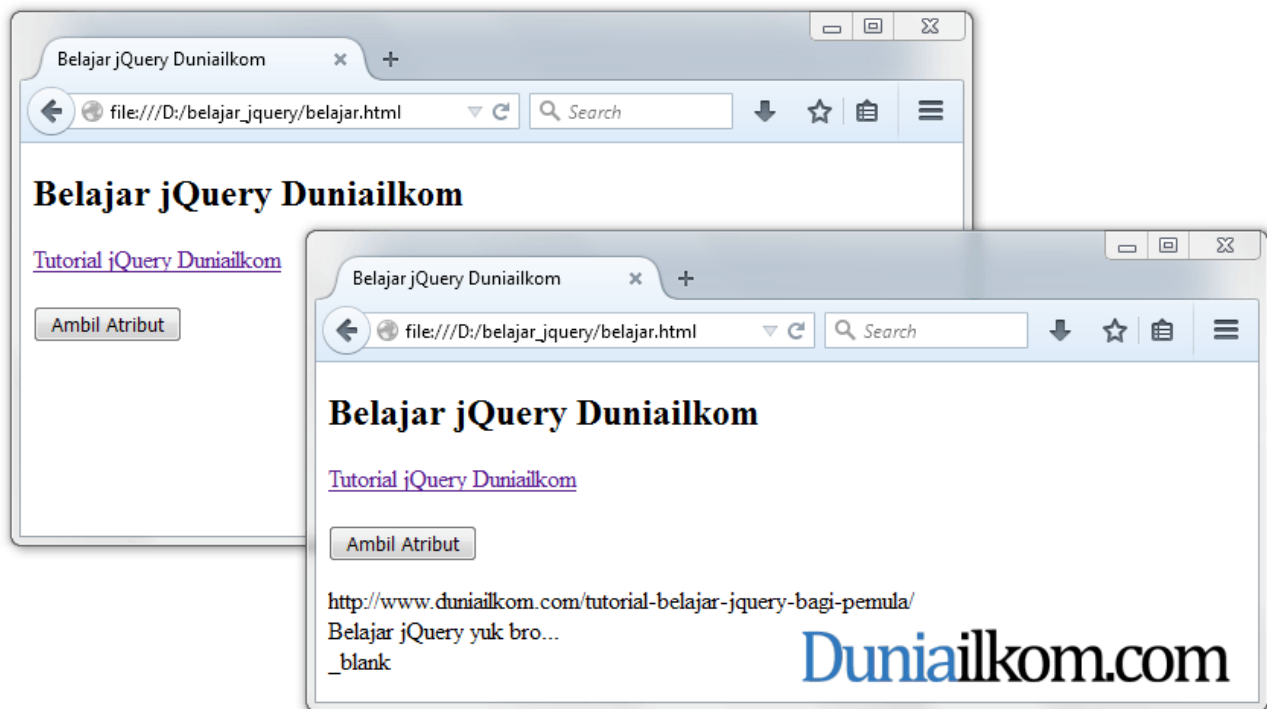 Belajar jQuery Duniailkom
file:///D:/belajar_jquery/belajar.html
Search
Belajar jQuery Duniailkom
Tutorial jQuery Duniailkom
Ambil Atribut
Belajar jQuery Duniailkom
file:///D:/belajar_jquery/belajar.html
Search
Belajar jQuery Duniailkom
Tutorial jQuery Duniailkom
Ambil Atribut
http://www.duniailkom.com/tutorial-belajar-jquery-bagi-pemula/
Belajar jQuery yuk bro...
_blank
Duniailkom.com